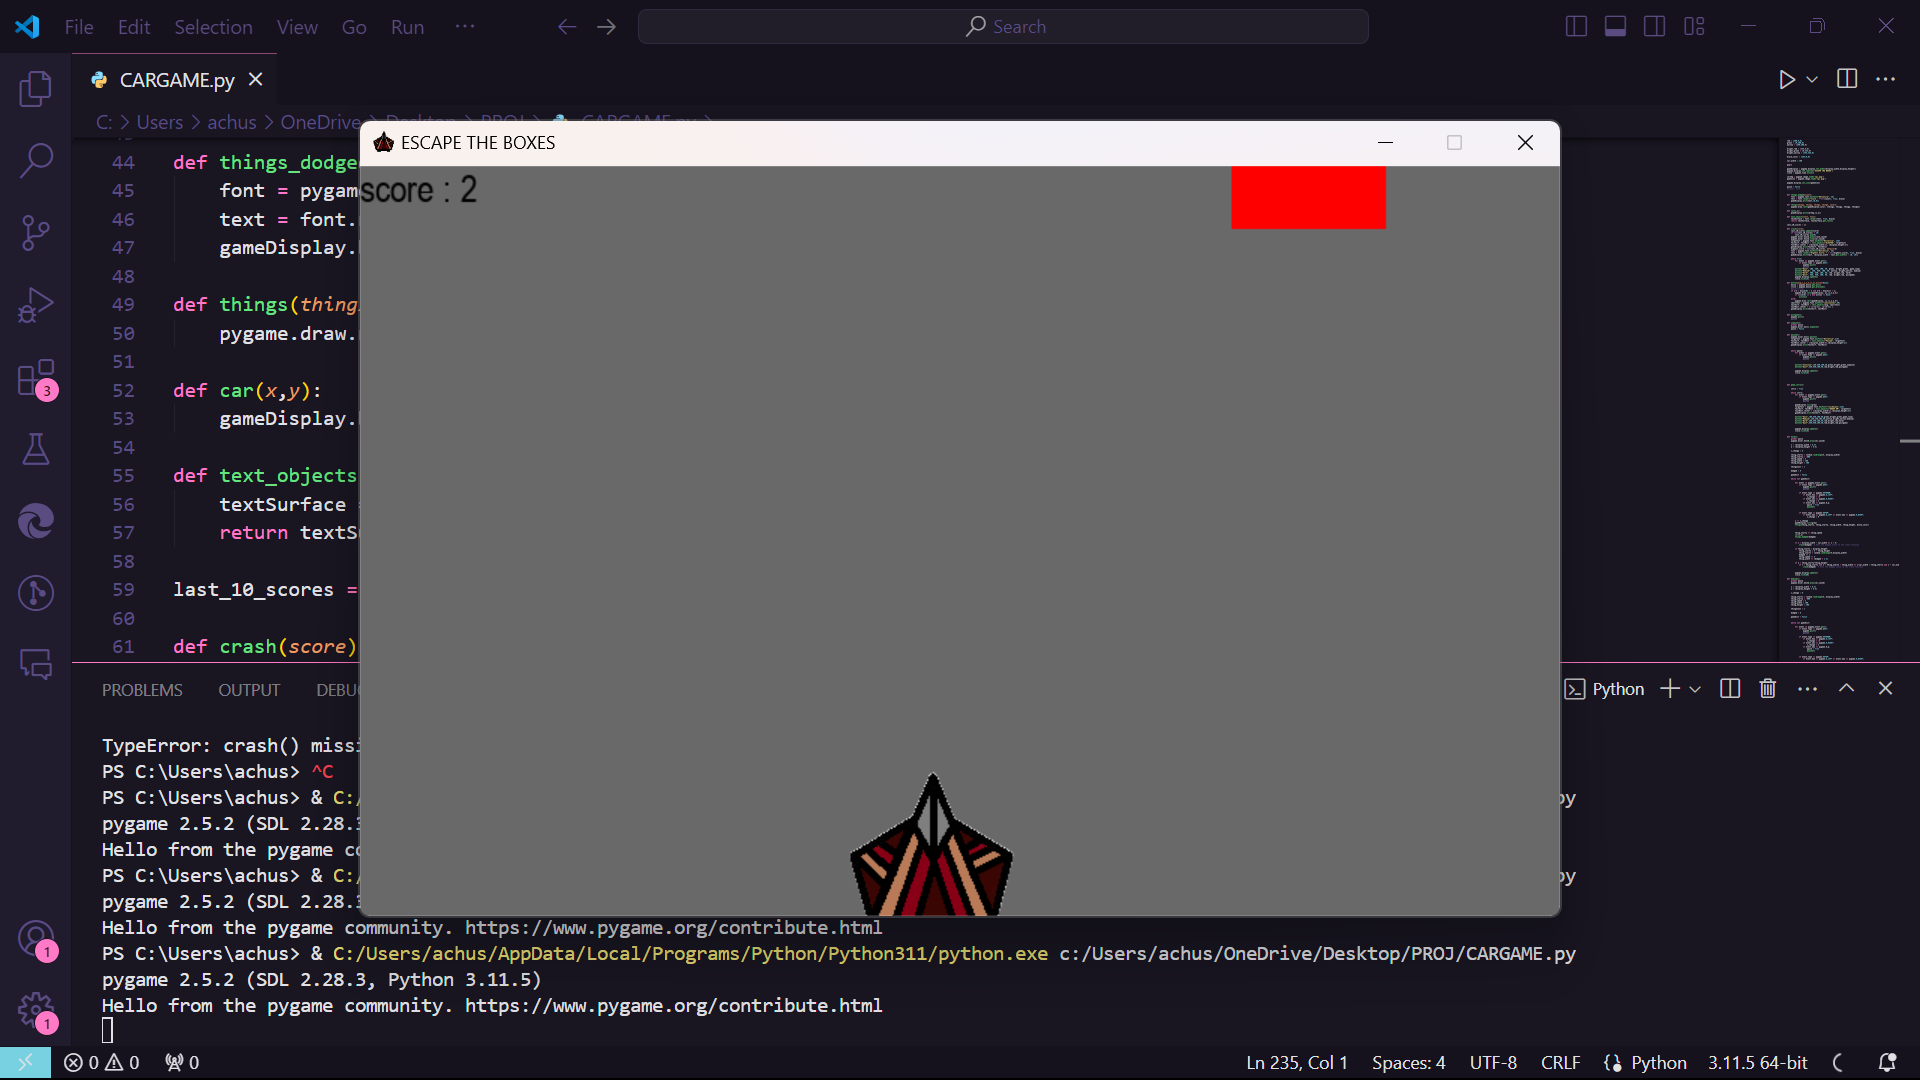 File Edit Selection View Go Run ...
Search
CARGAME.py
C: > Users > achus > OneDrive
ESCAPE THE BOXES
score : 2
44 def things_dodge
45 font = pygam
46 text = font.
47 gameDisplay.
48
49 def things(thing
50 pygame.draw.
51
52 def car(x,y):
53 gameDisplay.
54
55 def text_objects
56 textSurface
57 return textS
58
59 last_10_scores =
60
61 def crash(score)
3
PROBLEMS OUTPUT DEBU
Python
TypeError: crash() missi
PS C:\Users\achus> ^C
PS C:\Users\achus> & C:/ py
pygame 2.5.2 (SDL 2.28.3
Hello from the pygame co
PS C:\Users\achus> & C:/ py
pygame 2.5.2 (SDL 2.28.3
Hello from the pygame community. https://www.pygame.org/contribute.html
PS C:\Users\achus> & C:/Users/achus/AppData/Local/Programs/Python/Python311/python.exe c:/Users/achus/OneDrive/Desktop/PROJ/CARGAME.py
pygame 2.5.2 (SDL 2.28.3, Python 3.11.5)
Hello from the pygame community. https://www.pygame.org/contribute.html
1
1
0 0 0 Ln 235, Col 1 Spaces: 4 UTF-8 CRLF Python 3.11.5 64-bit